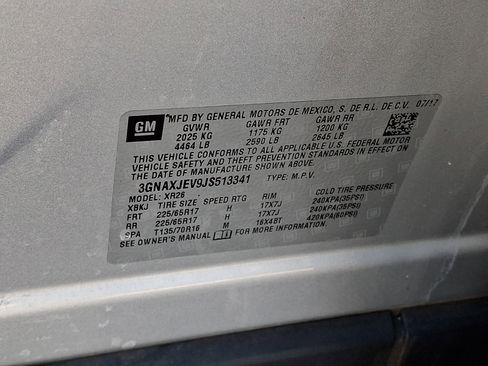 GM
MFD BY GENERAL MOTORS DE MEXICO, S. DE R.L. DE C.V. 07/17
GVWR GAWR FRT GAWR RR
2025 KG 1175 KG 1200 KG
4464 LB 2590 LB 2645 LB
THIS VEHICLE CONFORMS TO ALL APPLICABLE U.S. FEDERAL MOTOR
VEHICLE SAFETY AND THEFT PREVENTION STANDARDS IN EFFECT ON
THE DATE OF MANUFACTURE SHOWN ABOVE.
3GNAXJEV9JS513341 TYPE: M.P.V.
MODEL: XR26
XBKJ TIRE SIZE SPEED RTG RIM COLD TIRE PRESSURE
FRT 225/65R17 H 17X7J 240KPA(35PSI)
RR 225/65R17 H 17X7J 240KPA(35PSI)
SPA T135/70R16 M 16X4BT 420KPA(60PSI)
SEE OWNER'S MANUAL FOR MORE INFORMATION.